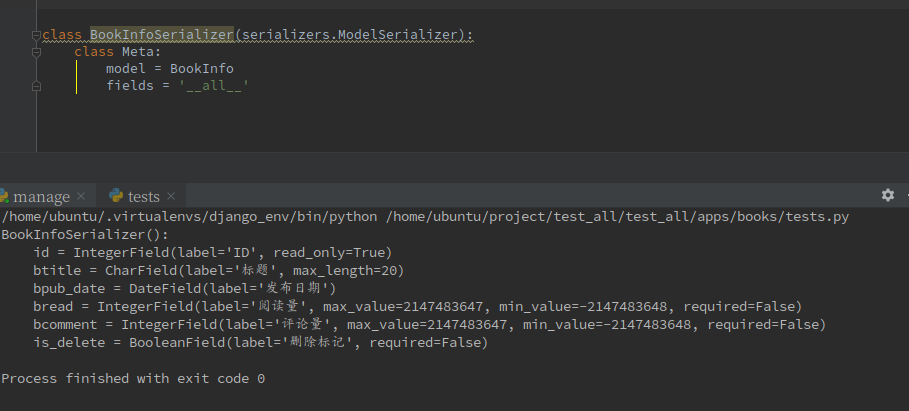 class BookInfoSerializer(serializers.ModelSerializer):
    class Meta:
        model = BookInfo
        fields = '__all__'
manage × tests ×
/home/ubuntu/.virtualenvs/django_env/bin/python /home/ubuntu/project/test_all/test_all/apps/books/tests.py
BookInfoSerializer():
    id = IntegerField(label='ID', read_only=True)
    btitle = CharField(label='标题', max_length=20)
    bpub_date = DateField(label='发布日期')
    bread = IntegerField(label='阅读量', max_value=2147483647, min_value=-2147483648, required=False)
    bcomment = IntegerField(label='评论量', max_value=2147483647, min_value=-2147483648, required=False)
    is_delete = BooleanField(label='删除标记', required=False)
Process finished with exit code 0